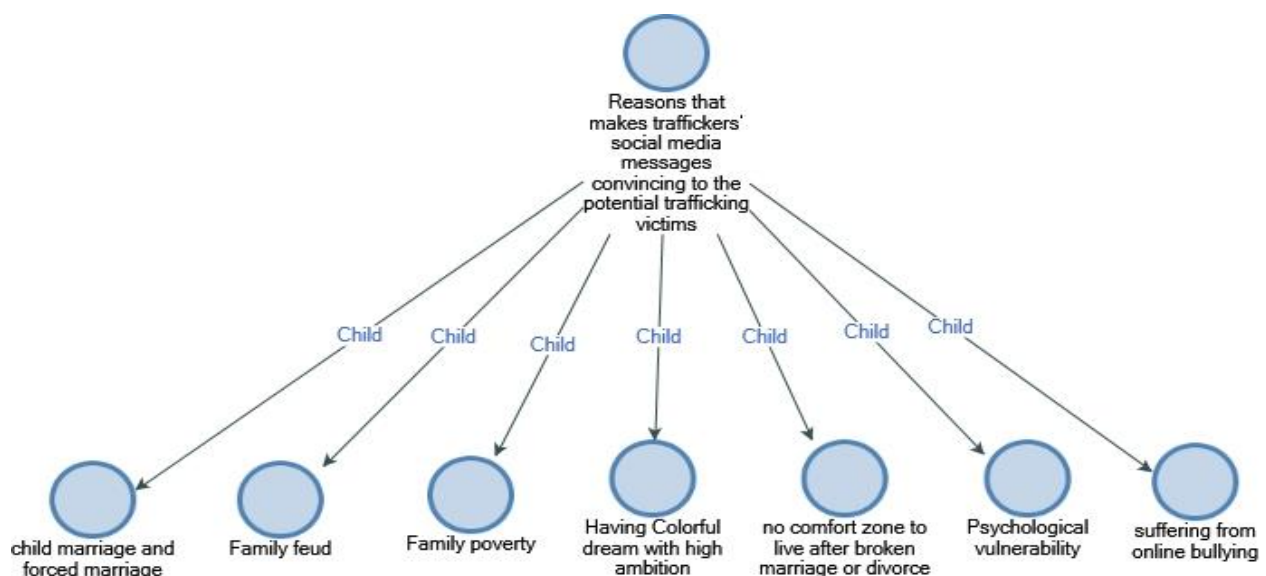 Reasons that
makes traffickers'
social media
messages
convincing to the
potential trafficking
victims
Child
Child
Child
Child
Child
Child
Child
child marriage and
forced marriage
Family feud
Family poverty
Having Colorful
dream with high
ambition
no comfort zone to
live after broken
marriage or divorce
Psychological
vulnerability
suffering from
online bullying